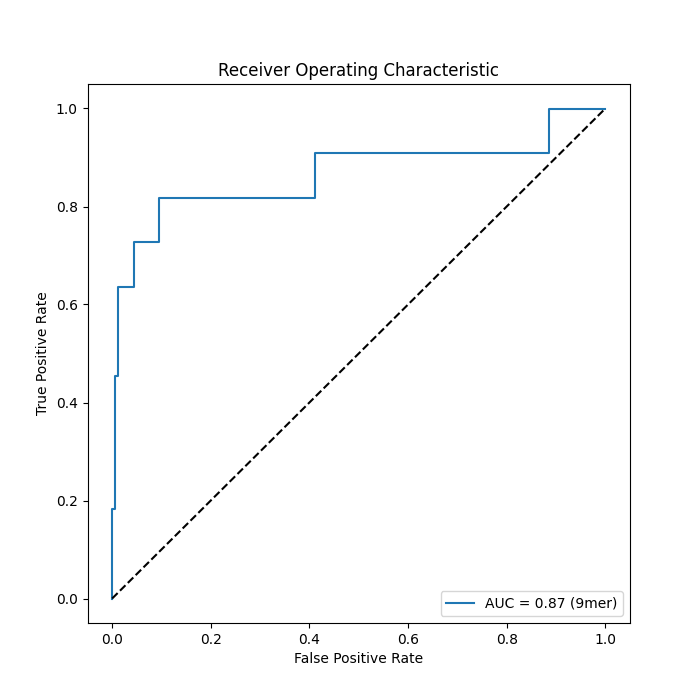 Receiver Operating Characteristic
True Positive Rate
1.0
0.8
0.6
0.4
0.2
0.0
AUC = 0.87 (9mer)
0.0 0.2 0.4 0.6 0.8 1.0
False Positive Rate